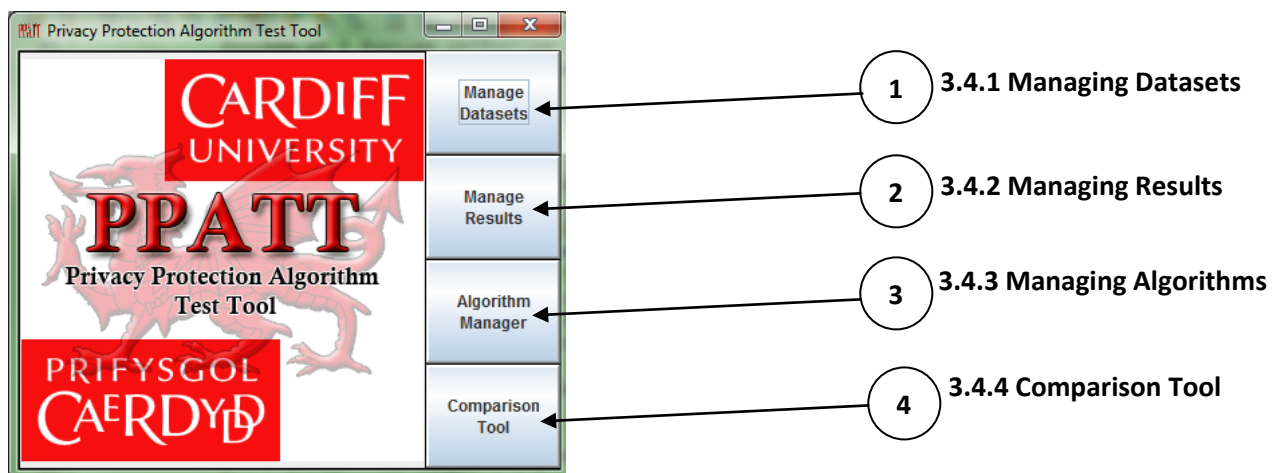 PPATT Privacy Protection Algorithm Test Tool
CARDIFF
UNIVERSITY
PPATT
Privacy Protection Algorithm
Test Tool
PRIFYSGOL
CAERDYDD
Manage
Datasets
Manage
Results
Algorithm
Manager
Comparison
Tool
1 3.4.1 Managing Datasets
2 3.4.2 Managing Results
3 3.4.3 Managing Algorithms
4 3.4.4 Comparison Tool